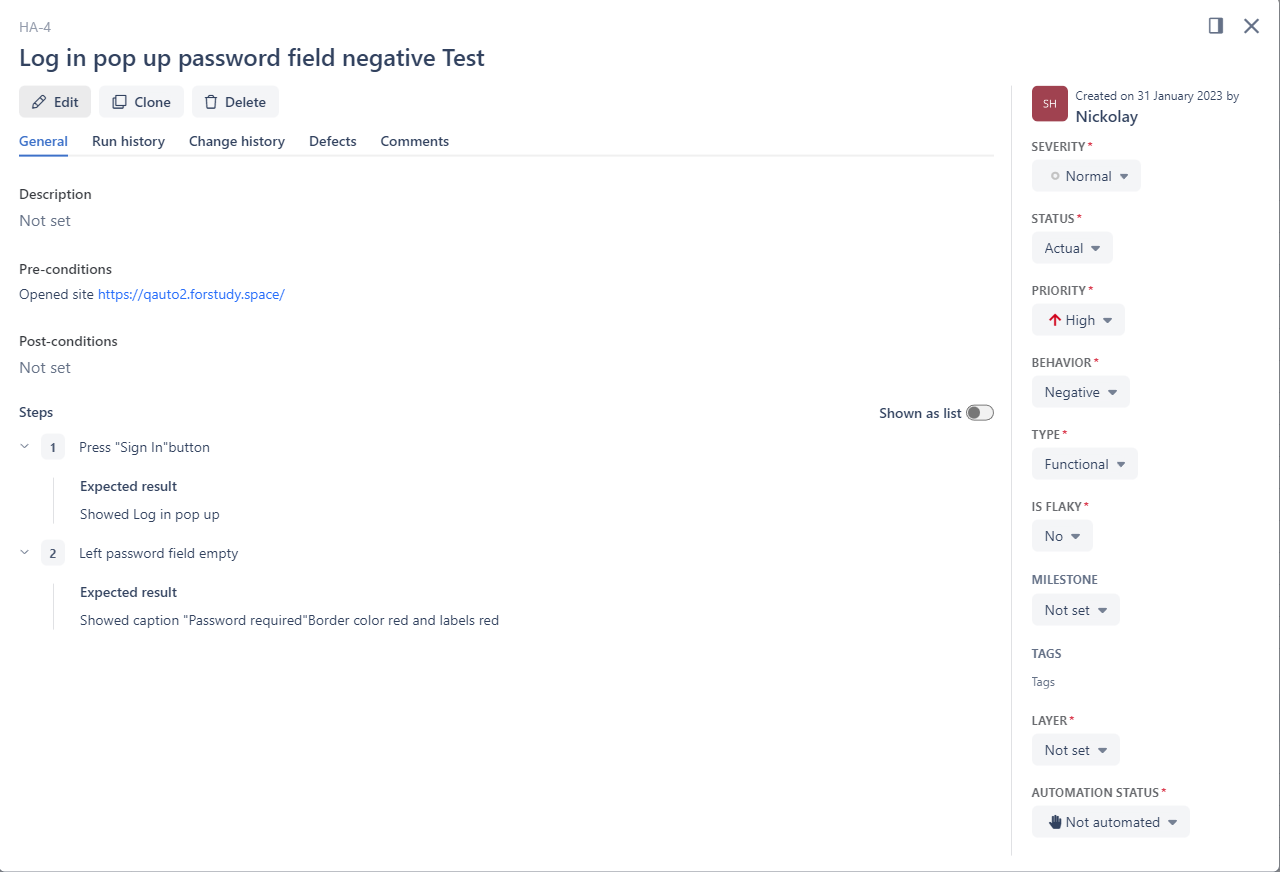 HA-4
Log in pop up password field negative Test
Edit
Clone
Delete
General
Run history
Change history
Defects
Comments
Description
Not set
Pre-conditions
Opened site https://qauto2.forstudy.space/
Post-conditions
Not set
Steps
Shown as list
1
Press "Sign In"button
Expected result
Showed Log in pop up
2
Left password field empty
Expected result
Showed caption "Password required"Border color red and labels red
SH
Created on 31 January 2023 by
Nickolay
SEVERITY*
Normal
STATUS*
Actual
PRIORITY*
High
BEHAVIOR*
Negative
TYPE*
Functional
IS FLAKY*
No
MILESTONE
Not set
TAGS
Tags
LAYER*
Not set
AUTOMATION STATUS*
Not automated